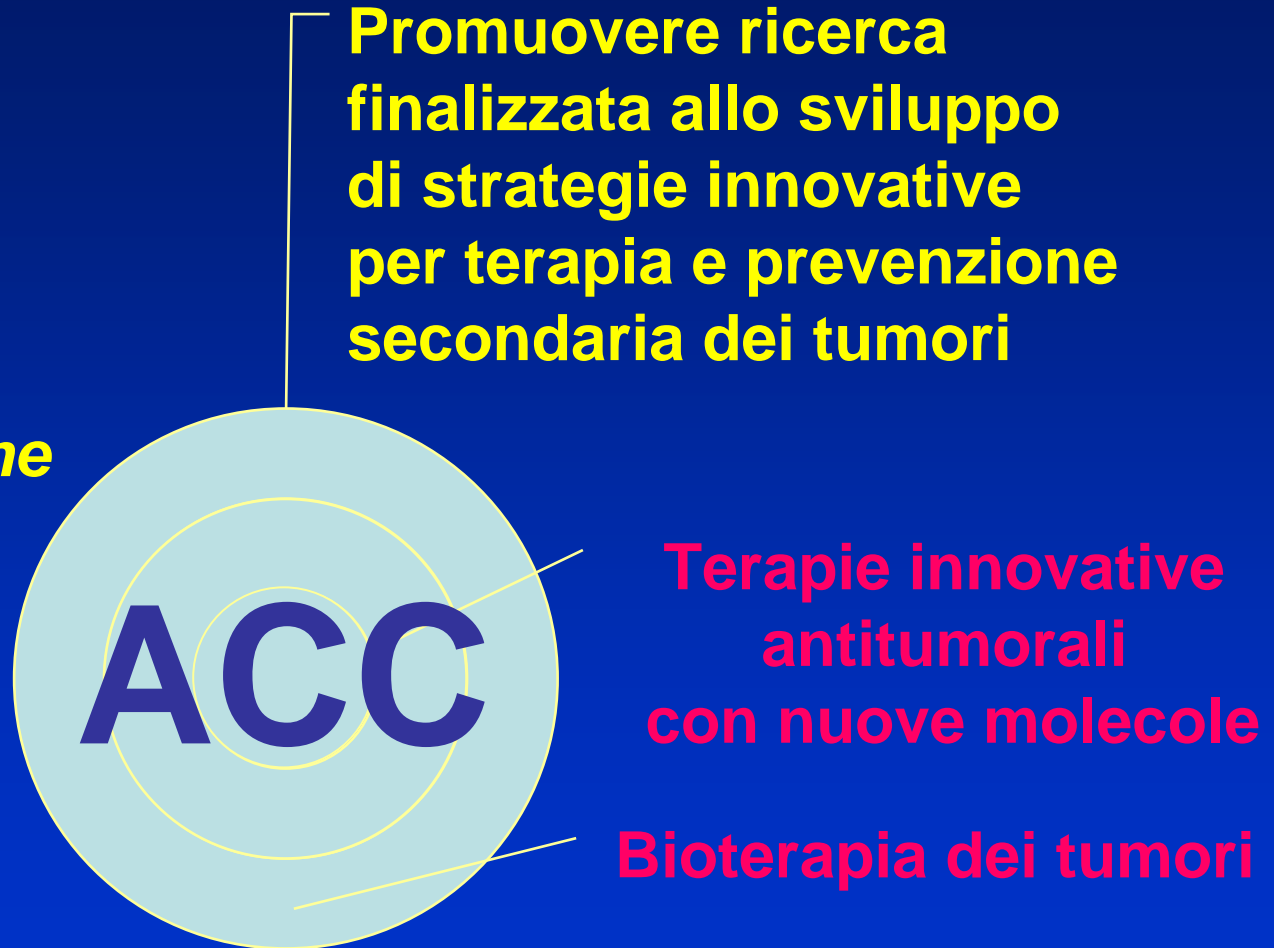 Promuovere ricerca
finalizzata allo sviluppo
di strategie innovative
per terapia e prevenzione
secondaria dei tumori
ne
ACC
Terapie innovative
antitumorali
con nuove molecole
Bioterapia dei tumori